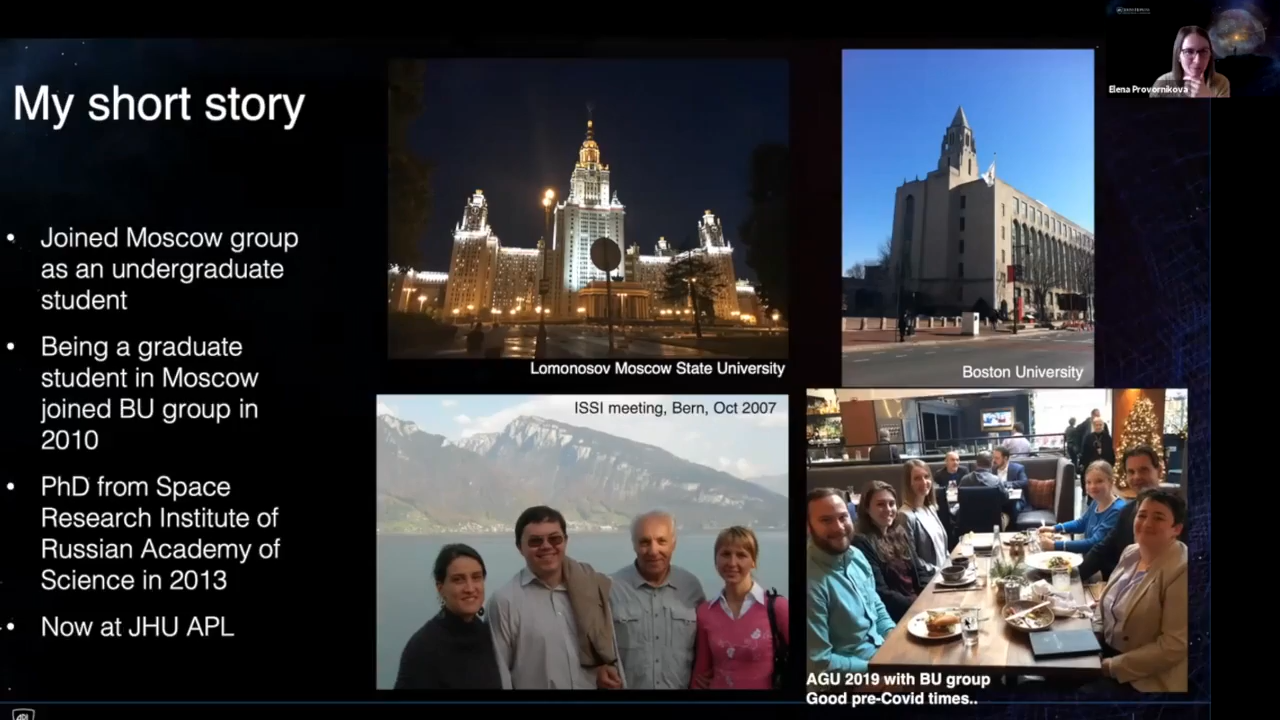 My short story
• Joined Moscow group
as an undergraduate
student
• Being a graduate
student in Moscow
joined BU group in
2010
• PhD from Space
Research Institute of
Russian Academy of
Science in 2013
• Now at JHU APL
Lomonosov Moscow State University
Boston University
ISSI meeting, Bern, Oct 2007
AGU 2019 with BU group
Good pre-Covid times..
Elena Provornikova
APL